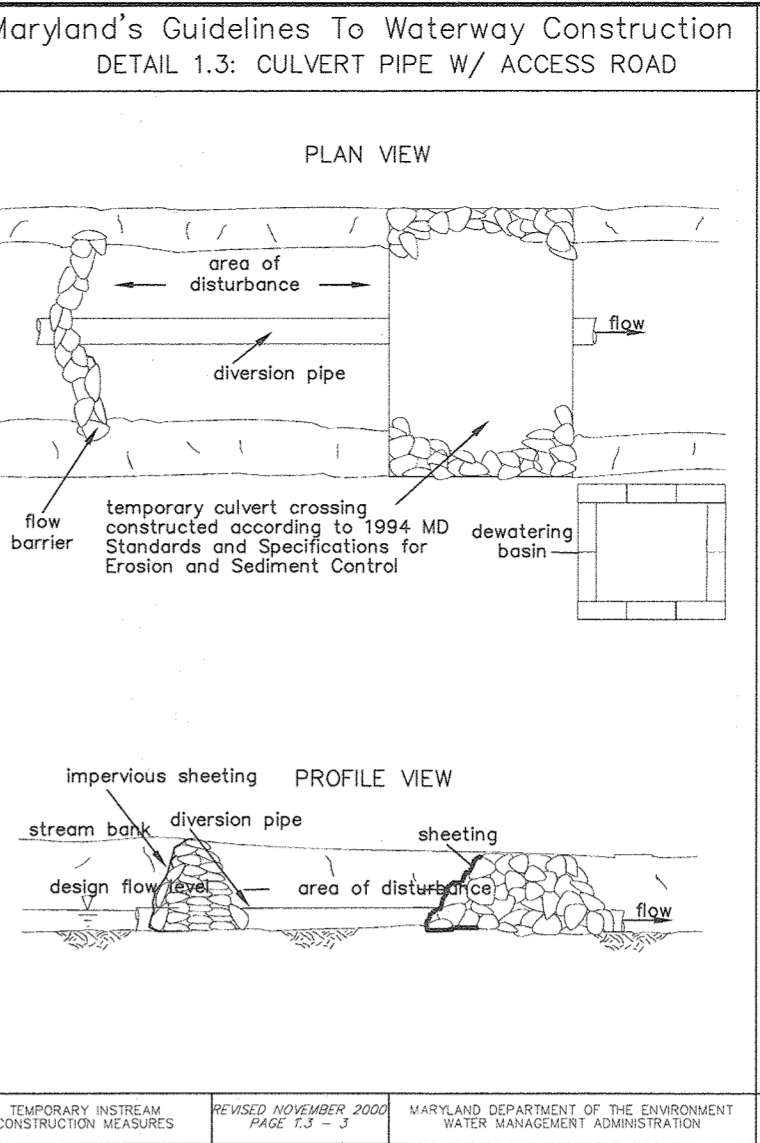 Maryland's Guidelines To Waterway Construction
DETAIL 1.3: CULVERT PIPE W/ ACCESS ROAD
PLAN VIEW
area of
disturbance
flow
diversion pipe
flow
barrier
temporary culvert crossing
constructed according to 1994 MD
Standards and Specifications for
Erosion and Sediment Control
dewatering
basin
impervious sheeting
PROFILE VIEW
stream bank
diversion pipe
sheeting
design flow level
area of disturbance
flow
TEMPORARY INSTREAM
CONSTRUCTION MEASURES
REVISED NOVEMBER 2000
PAGE 1.3 - 3
MARYLAND DEPARTMENT OF THE ENVIRONMENT
WATER MANAGEMENT ADMINISTRATION